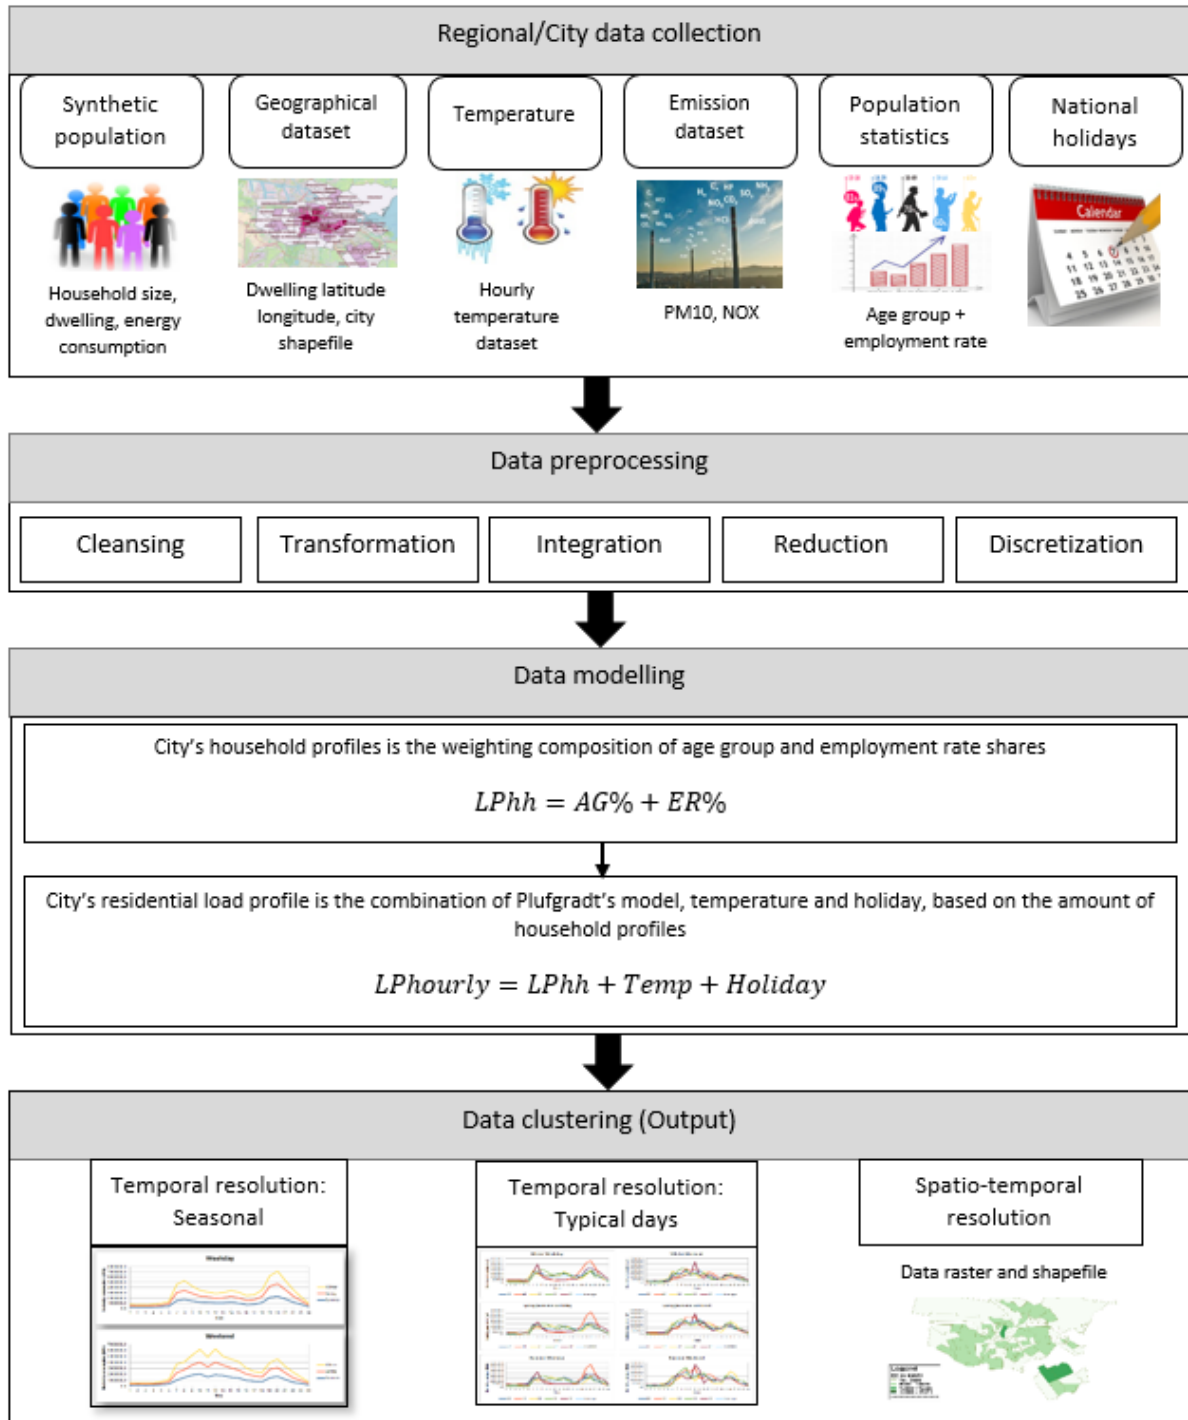 Regional/City data collection
Synthetic
population
Geographical
dataset
Temperature
Emission
dataset
Population
statistics
National
holidays
Calendar
Household size,
dwelling, energy
consumption
Dwelling latitude
longitude, city
shapefile
Hourly
temperature
dataset
PM10, NOX
Age group +
employment rate
Data preprocessing
Cleansing
Transformation
Integration
Reduction
Discretization
Data modelling
City's household profiles is the weighting composition of age group and employment rate shares
LPhh = AG% + ER%
City's residential load profile is the combination of Plufgradt's model, temperature and holiday, based on the amount of
household profiles
LPhourly = LPhh + Temp + Holiday
Data clustering (Output)
Temporal resolution:
Seasonal
Weekday
Weekend
Temporal resolution:
Typical days
Spatio-temporal
resolution
Data raster and shapefile
Legend